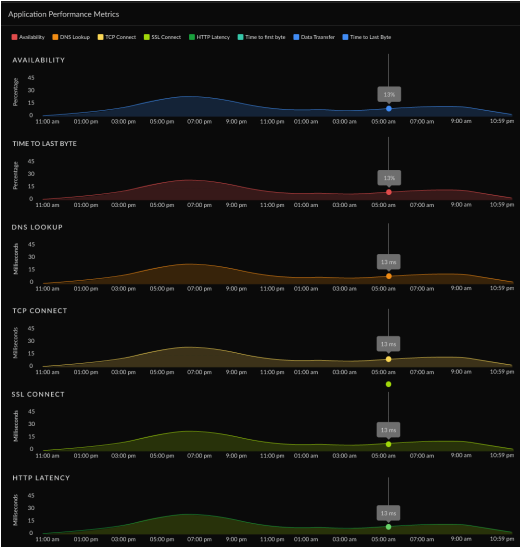 Application Performance Metrics
Availability DNS Lookup TCP Connect SSL Connect HTTP Latency Time to first byte Data Transfer Time to Last Byte
AVAILABILITY
Percentage
45
30
15
0
13%
11:00 am 01:00 pm 03:00 pm 05:00 pm 07:00 pm 9:00 pm 11:00 am 01:00 am 03:00 am 05:00 am 07:00 am 9:00 am 10:59 pm
TIME TO LAST BYTE
Percentage
45
30
15
0
13%
11:00 am 01:00 pm 03:00 pm 05:00 pm 07:00 pm 9:00 pm 11:00 am 01:00 am 03:00 am 05:00 am 07:00 am 9:00 am 10:59 pm
DNS LOOKUP
Milliseconds
45
30
15
0
13 ms
11:00 am 01:00 pm 03:00 pm 05:00 pm 07:00 pm 9:00 pm 11:00 am 01:00 am 03:00 am 05:00 am 07:00 am 9:00 am 10:59 pm
TCP CONNECT
Milliseconds
45
30
15
0
13 ms
11:00 am 01:00 pm 03:00 pm 05:00 pm 07:00 pm 9:00 pm 11:00 am 01:00 am 03:00 am 05:00 am 07:00 am 9:00 am 10:59 pm
SSL CONNECT
Milliseconds
45
30
15
0
13 ms
11:00 am 01:00 pm 03:00 pm 05:00 pm 07:00 pm 9:00 pm 11:00 am 01:00 am 03:00 am 05:00 am 07:00 am 9:00 am 10:59 pm
HTTP LATENCY
Milliseconds
45
30
15
0
13 ms
11:00 am 01:00 pm 03:00 pm 05:00 pm 07:00 pm 9:00 pm 11:00 am 01:00 am 03:00 am 05:00 am 07:00 am 9:00 am 10:59 pm